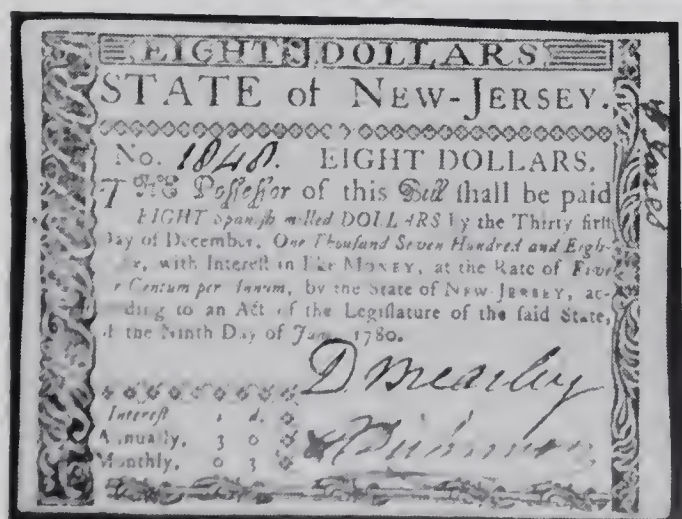 EIGHT DOLLARS
STATE of NEW-JERSEY.
No. 1848. EIGHT DOLLARS.
THE Poſſeſſor of this Bill ſhall be paid
EIGHT Spaniſh milled DOLLARS by the Thirty firſt
Day of December, One Thouſand Seven Hundred and Eigh-
with Intereſt in like MONEY, at the Rate of Five
Centum per Annum, by the State of NEW-JERSEY, ac-
ding to an Act of the Legiſlature of the ſaid State,
the Ninth Day of June, 1780.
D Brearley
Intereſt s. d.
Annually, 3 0
Monthly, 0 3